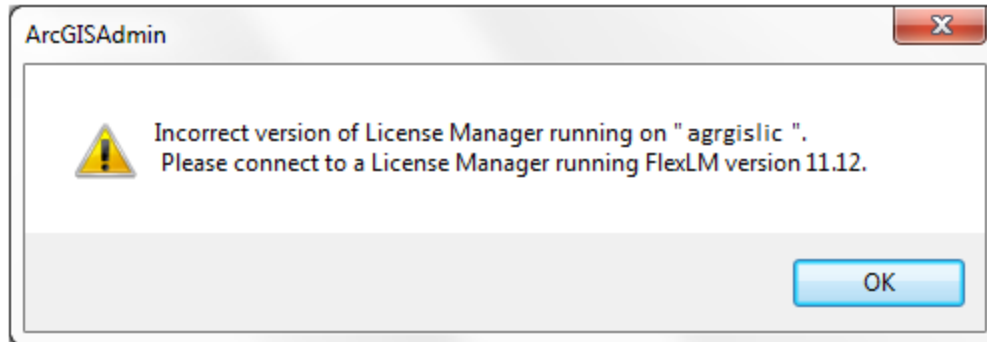 ArcGISAdmin
Incorrect version of License Manager running on " agrgislic ".
Please connect to a License Manager running FlexLM version 11.12.
OK